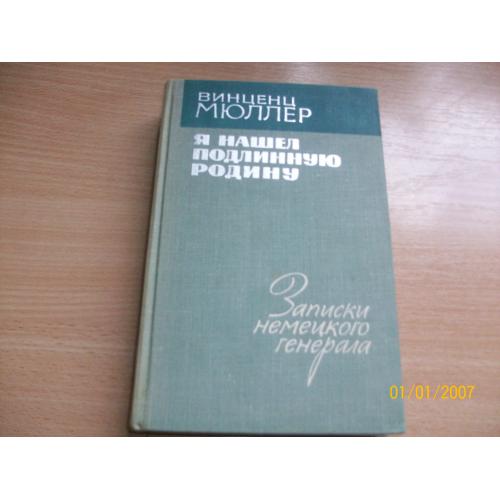 ВИНЦЕНЦ
МЮЛЛЕР
Я НАШЕЛ
ПОДЛИННУЮ
РОДИНУ
Записки
немецкого
генерала
01/01/2007